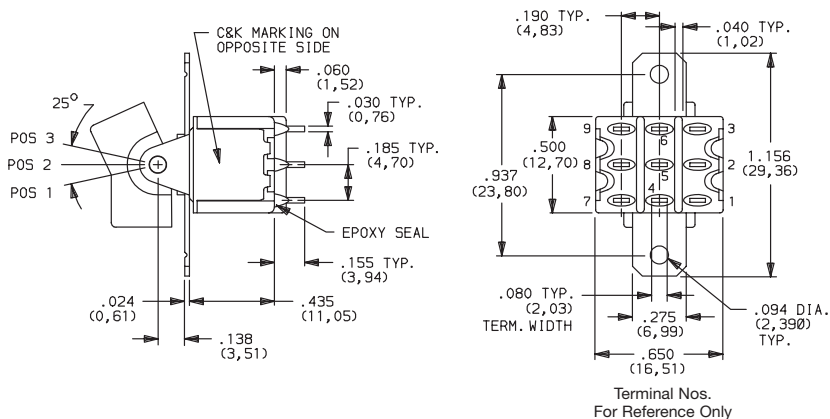 C&K MARKING ON
OPPOSITE SIDE
.060
(1,52)
.030 TYP.
(0,76)
25°
POS 3
POS 2
POS 1
.185 TYP.
(4,70)
EPOXY SEAL
.155 TYP.
(3,94)
.024
(0,61)
.435
(11,05)
.138
(3,51)
.190 TYP.
(4,83)
.040 TYP.
(1,02)
9
6
3
.500
(12,70)
8
5
2
1.156
(29,36)
.937
(23,80)
7
4
1
.080 TYP.
(2,03)
TERM. WIDTH
.275
(6,99)
.094 DIA.
(2,390)
TYP.
.650
(16,51)
Terminal Nos.
For Reference Only